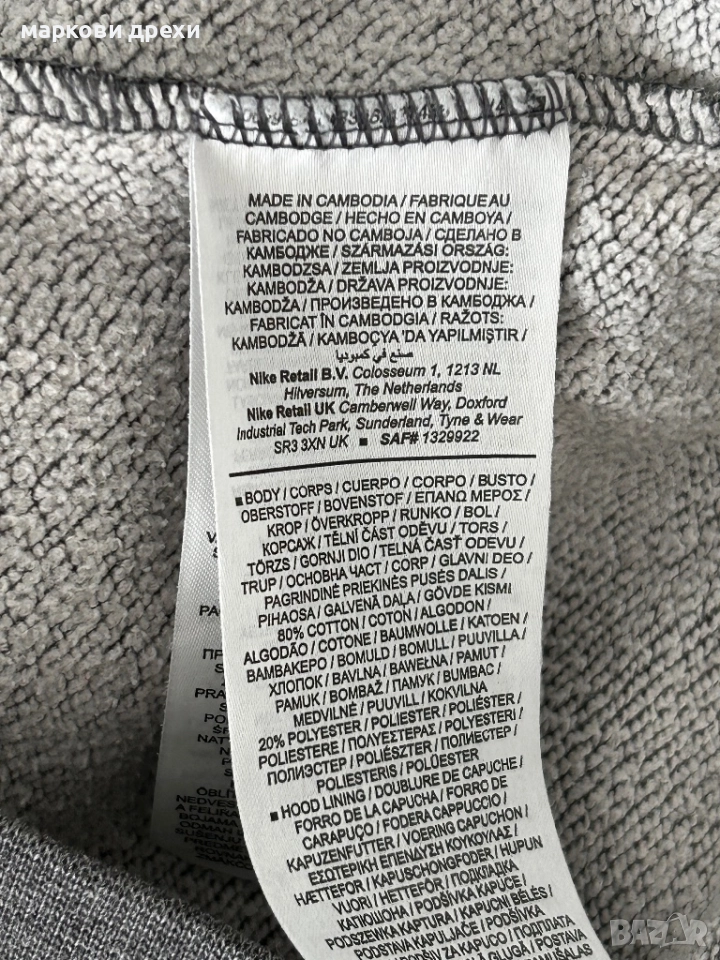 маркови дрехи
MADE IN CAMBODIA / FABRIQUE AU
CAMBODGE / HECHO EN CAMBOYA /
FABRICADO NO CAMBOJA / СДЕЛАНО В
КАМБОДЖЕ / SZÁRMAZÁSI ORSZÁG:
KAMBODZSA / ZEMLJA PROIZVODNJE:
KAMBODŽA / DRŽAVA PROIZVODNJE:
KAMBODŽA / ПРОИЗВЕДЕНО В КАМБОДЖА /
FABRICAT ÎN CAMBODGIA / RAŽOTS:
KAMBODŽĀ / KAMBOÇYA 'DA YAPILMIŞTIR /
صنع في كمبوديا
Nike Retail B.V. Colosseum 1, 1213 NL
Hilversum, The Netherlands
Nike Retail UK Camberwell Way, Doxford
Industrial Tech Park, Sunderland, Tyne & Wear
SR3 3XN UK ■ SAF# 1329922
■ BODY / CORPS / CUERPO / CORPO / BUSTO /
OBERSTOFF / BOVENSTOF / ΕΠΑΝΩ ΜΕΡΟΣ /
KROP / ÖVERKROPP / RUNKO / BOL /
КОРСАЖ / TĚLNÍ ČÁST ODĚVU / TORS /
TÖRZS / GORNJI DIO / TELNÁ ČASŤ ODEVU /
TRUP / ОСНОВНА ЧАСТ / CORP / GLAVNI DEO /
PAGRINDINĖ PRIEKINĖS PUSĖS DALIS /
PIHAOSA / GALVENĀ DAĻA / GÖVDE KISMI
80% COTTON / COTON / ALGODON /
ALGODÃO / COTONE / BAUMWOLLE / KATOEN /
ΒΑΜΒΑΚΕΡΟ / BOMULD / BOMULL / PUUVILLA /
ХЛОПОК / BAVLNA / BAWEŁNA / PAMUT /
PAMUK / BOMBAŽ / ПАМУК / BUMBAC /
MEDVILNĖ / PUUVILL / KOKVILNA
20% POLYESTER / POLIESTER / POLIÉSTER /
POLIESTERE / ΠΟΛΥΕΣΤΕΡΑΣ / POLYESTERI /
ПОЛИЭСТЕР / POLIÉSZTER / ПОЛИЕСТЕР /
POLIESTERIS / POLÜESTER
■ HOOD LINING / DOUBLURE DE CAPUCHE /
FORRO DE LA CAPUCHA / FORRO DE
CARAPUÇO / FODERA CAPPUCCIO /
KAPUZENFUTTER / VOERING CAPUCHON /
ΕΣΩΤΕΡΙΚΗ ΕΠΕΝΔΥΣΗ ΚΟΥΚΟΥΛΑΣ /
HÆTTEFOR / KAPUSCHONGFODER / HUPUN
VUORI / HETTEFÔR / ПОДКЛАДКА
КАПЮШОНА / PODŠÍVKA KAPUCE /
PODSZEWKA KAPTURA / KAPUCNI BÉLÉS /
PODSTAVA KAPULJAČE / PODŠÍVKA
ZA KAPUCO / ПОДПЛАТА
GLUGĂ / POSTAVA
BAZAR